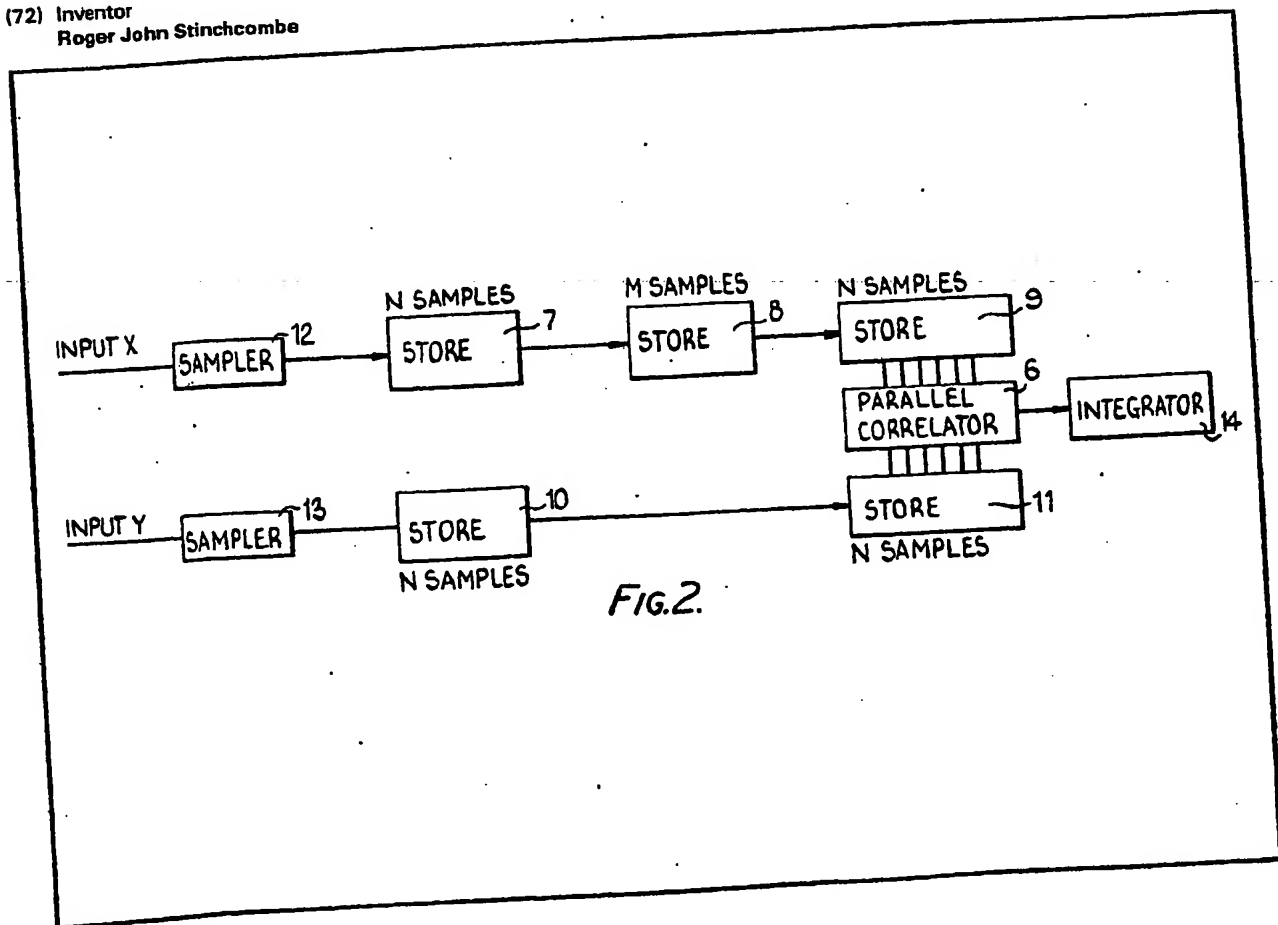 (72) Inventor
Roger John Stinchcombe
INPUT X
SAMPLER
12
N SAMPLES
STORE
7
M SAMPLES
STORE
8
N SAMPLES
STORE
9
PARALLEL
CORRELATOR
6
INTEGRATOR
14
INPUT Y
SAMPLER
13
STORE
10
N SAMPLES
STORE
11
N SAMPLES
FIG.2.